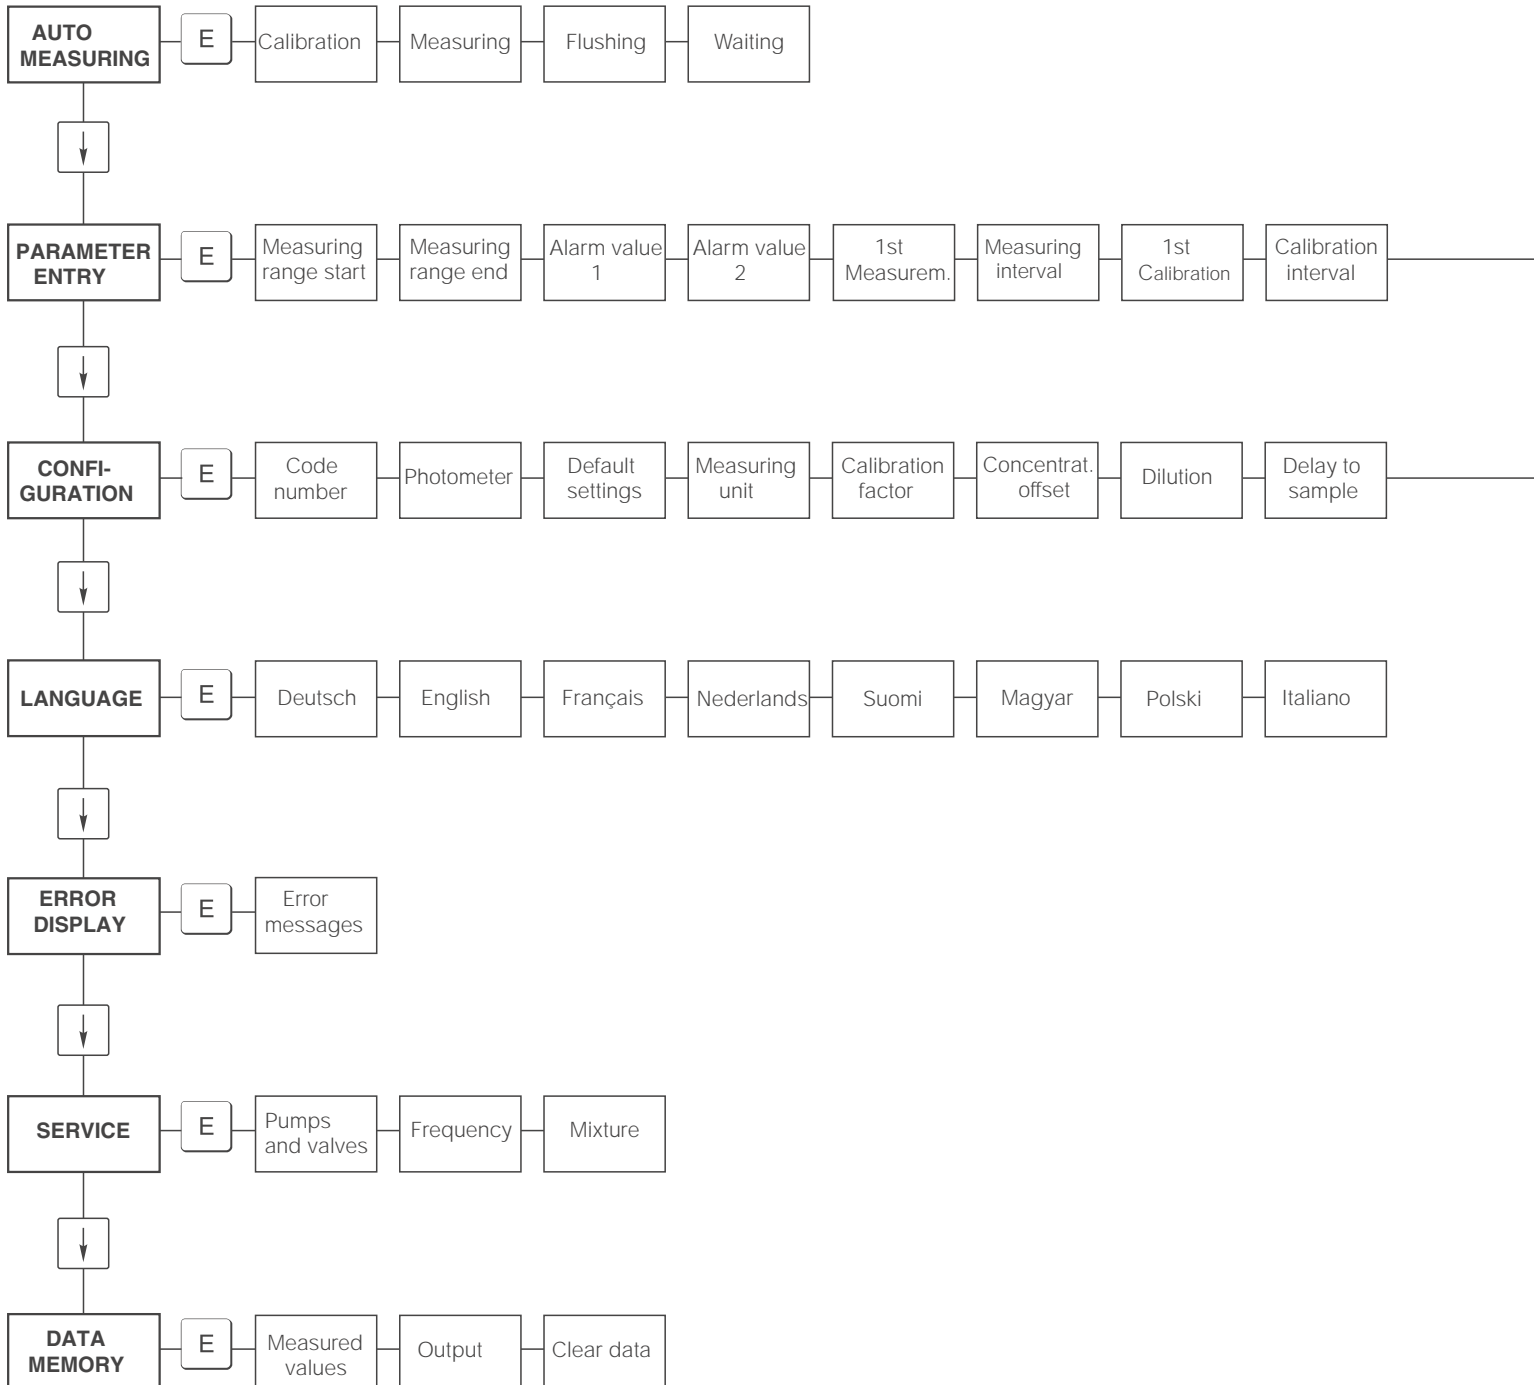 AUTO
MEASURING
E
Calibration
Measuring
Flushing
Waiting
PARAMETER
ENTRY
E
Measuring
range start
Measuring
range end
Alarm value
1
Alarm value
2
1st
Measurem.
Measuring
interval
1st
Calibration
Calibration
interval
CONFI-
GURATION
E
Code
number
Photometer
Default
settings
Measuring
unit
Calibration
factor
Concentrat.
offset
Dilution
Delay to
sample
LANGUAGE
E
Deutsch
English
Français
Nederlands
Suomi
Magyar
Polski
Italiano
ERROR
DISPLAY
E
Error
messages
SERVICE
E
Pumps
and valves
Frequency
Mixture
DATA
MEMORY
E
Measured
values
Output
Clear data